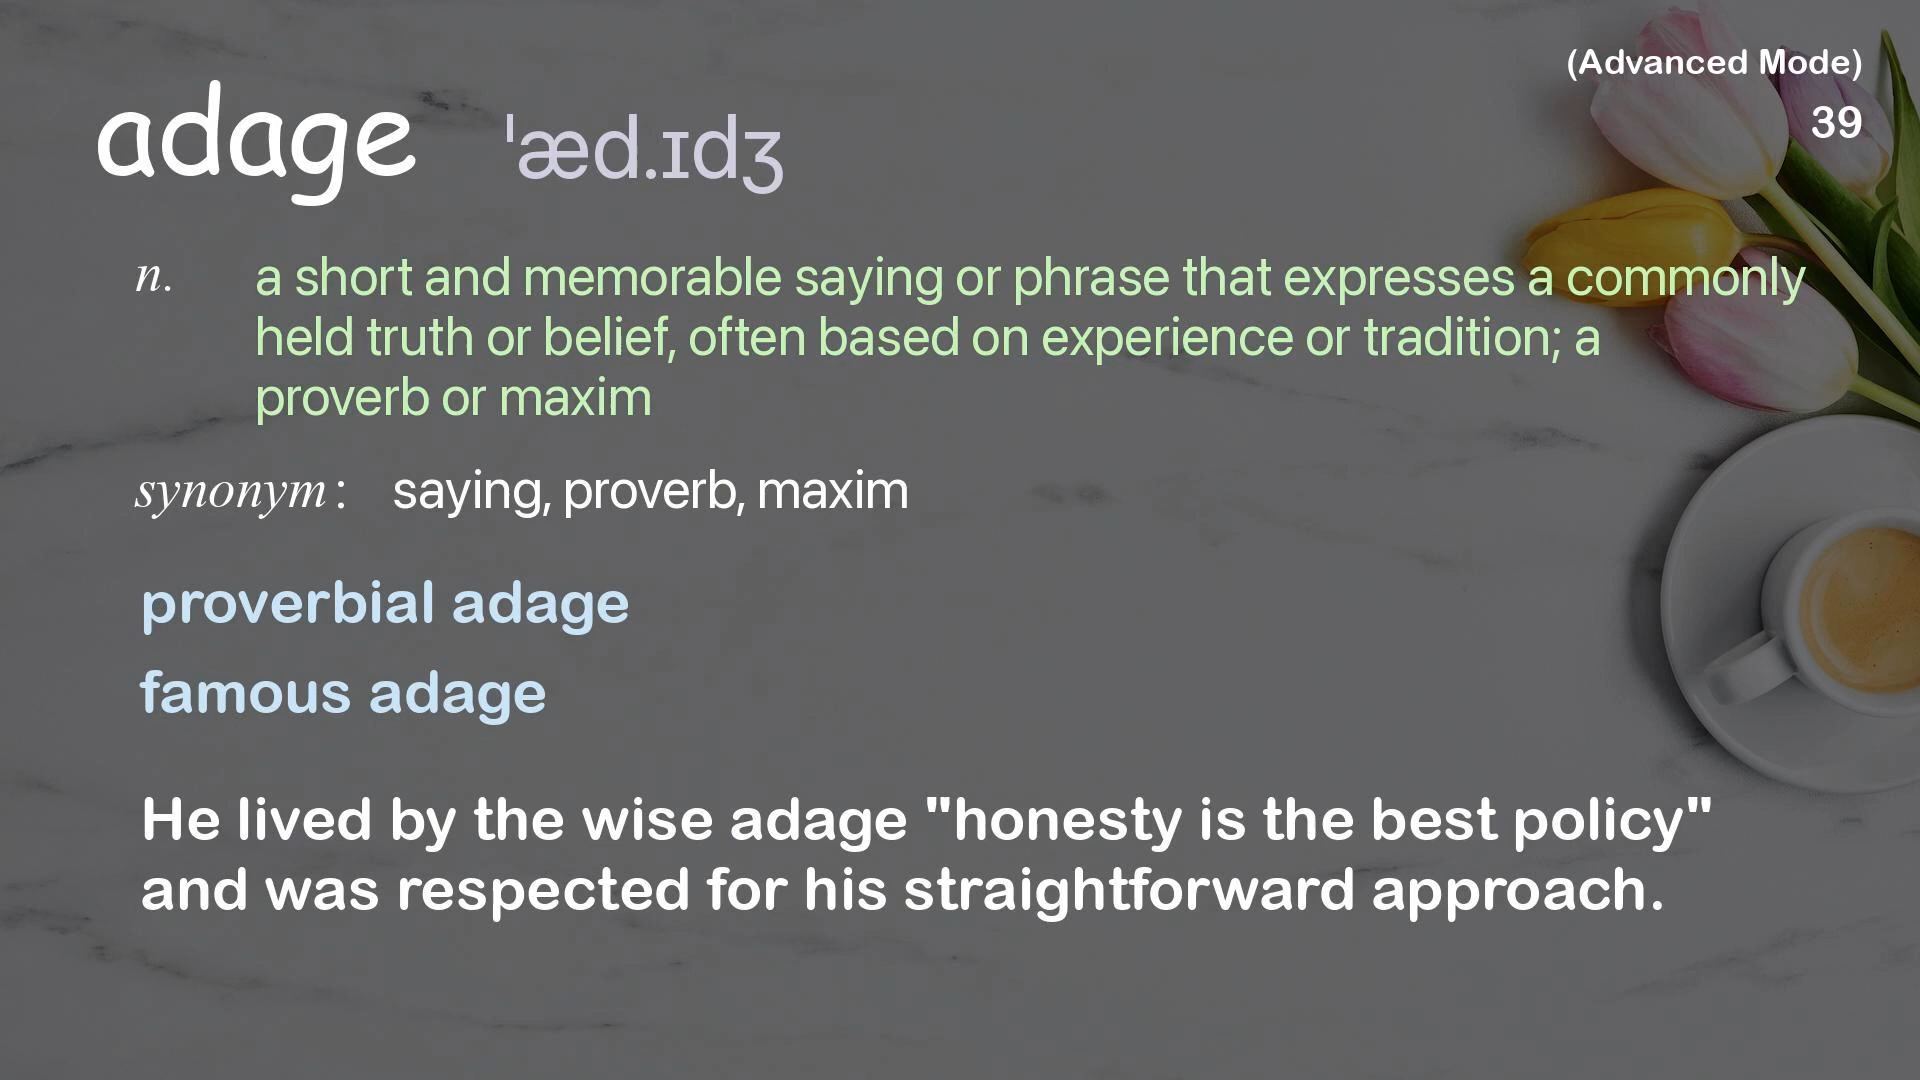 (Advanced Mode)
39
adage ˈæd.ɪdʒ
n. a short and memorable saying or phrase that expresses a commonly
held truth or belief, often based on experience or tradition; a
proverb or maxim
synonym: saying, proverb, maxim
proverbial adage
famous adage
He lived by the wise adage "honesty is the best policy"
and was respected for his straightforward approach.